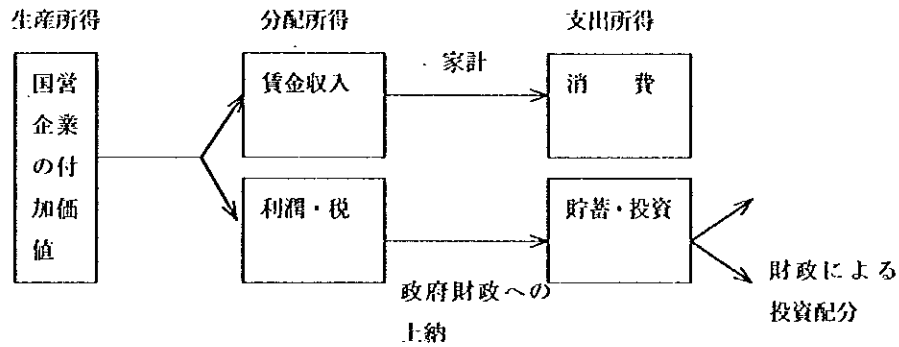 生産所得
分配所得
支出所得
国営
企業
の付
加価
値
賃金収入
家計
消　費
利潤・税
政府財政への
上納
貯蓄・投資
財政による
投資配分